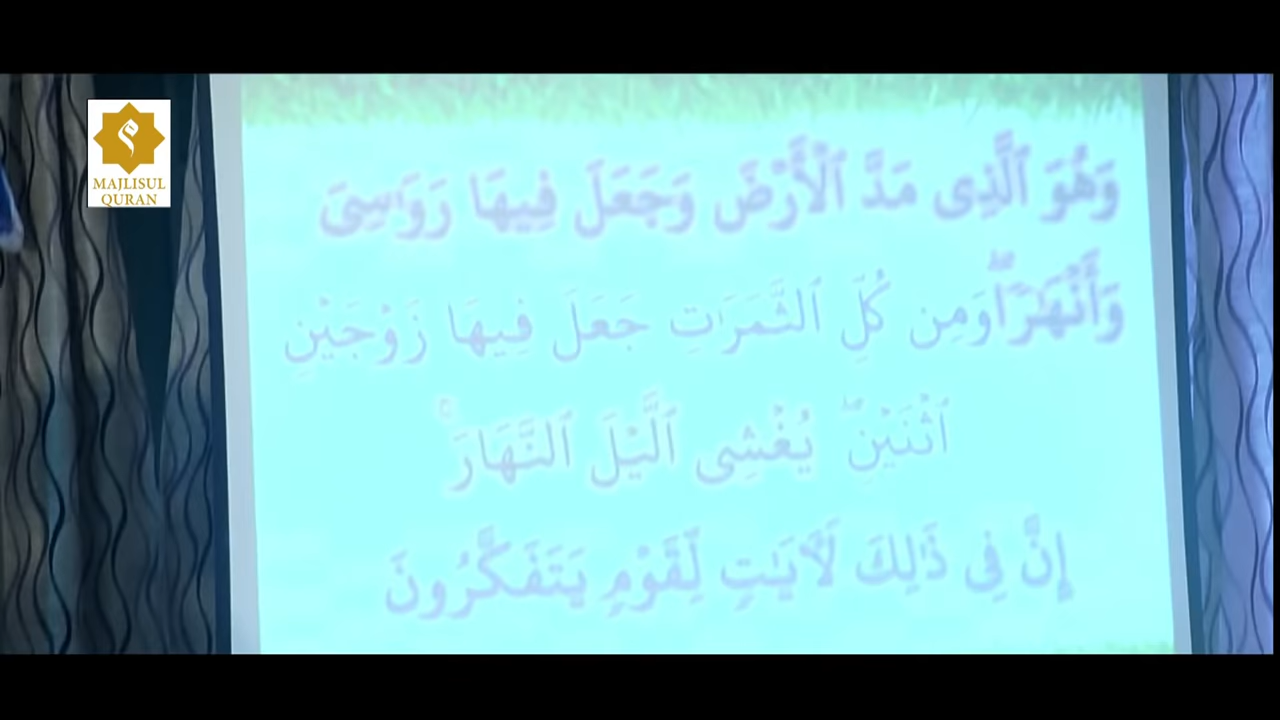 MAJLISUL
QURAN
وَهُوَ ٱلَّذِى مَدَّ ٱلْأَرْضَ وَجَعَلَ فِيهَا رَوَٰسِىَ
وَأَنْهَٰرًۭا ۖ وَمِن كُلِّ ٱلثَّمَرَٰتِ جَعَلَ فِيهَا زَوْجَيْنِ
ٱثْنَيْنِ ۖ يُغْشِى ٱلَّيْلَ ٱلنَّهَارَ ۚ
إِنَّ فِى ذَٰلِكَ لَءَايَٰتٍۢ لِّقَوْمٍۢ يَتَفَكَّرُونَ